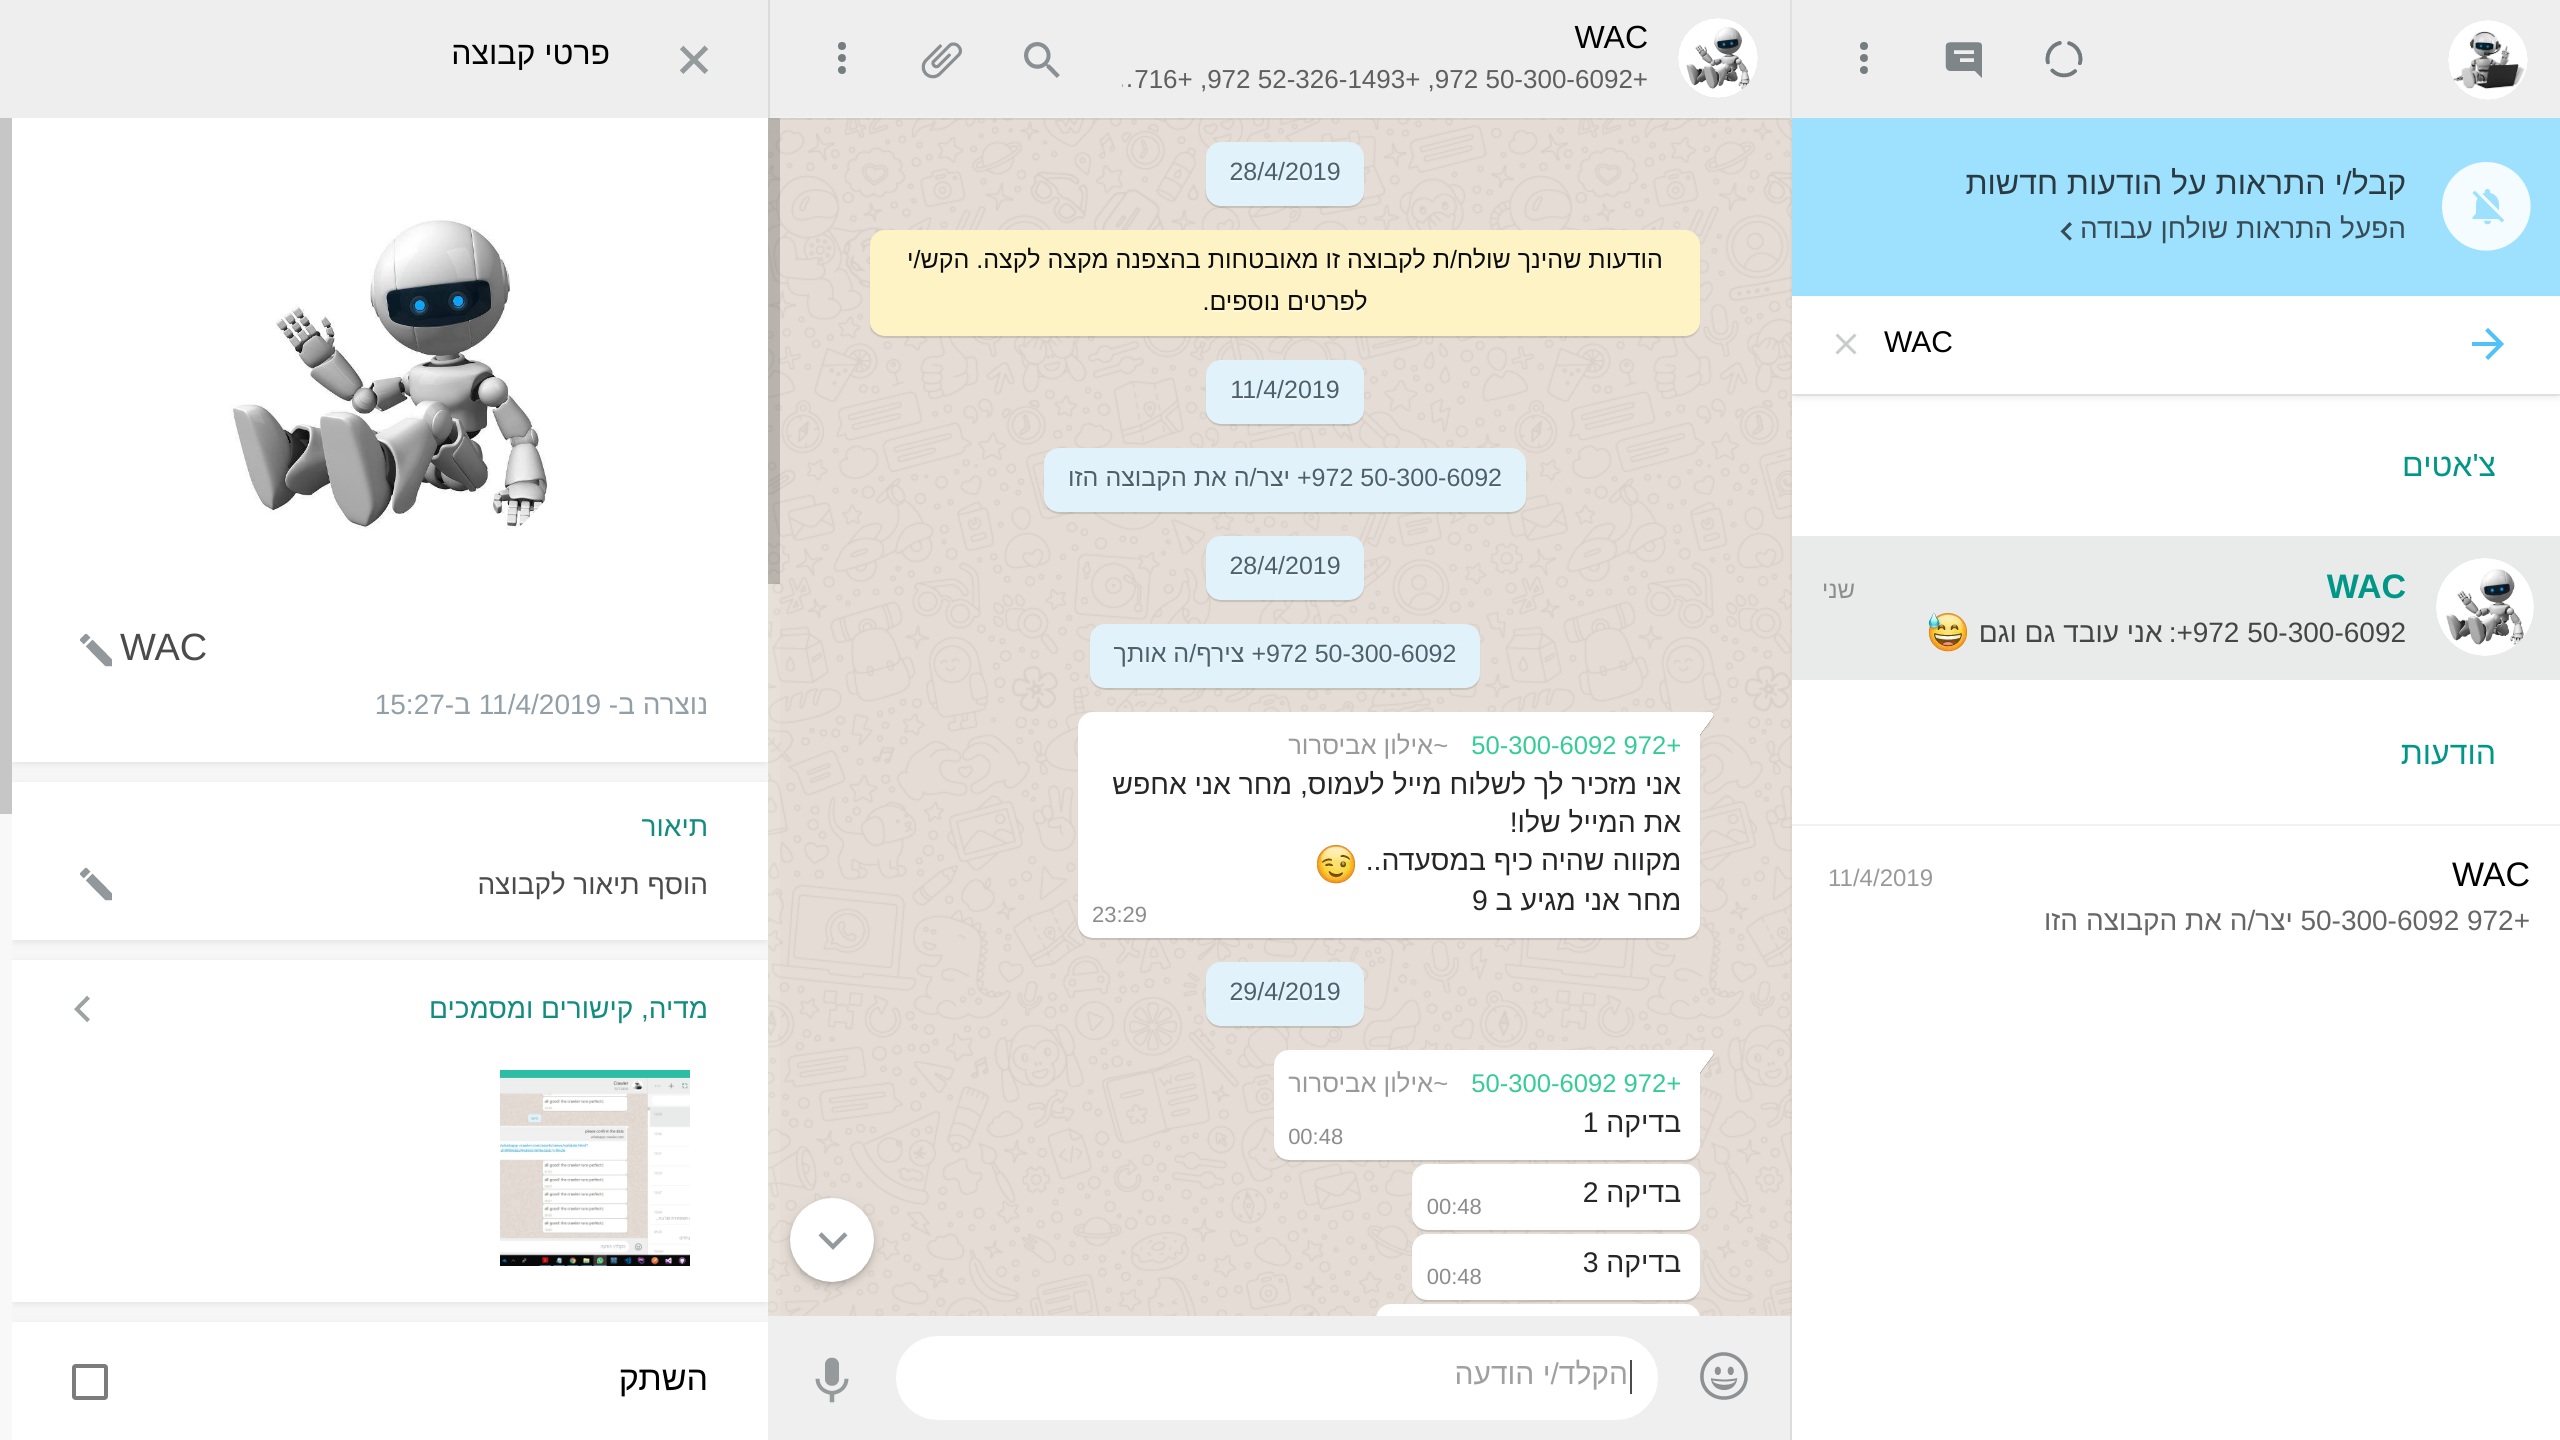 קבל/י התראות על הודעות חדשות
הפעל התראות שולחן עבודה
WAC
צ'אטים
WAC
שני
+972 50-300-6092: אני עובד גם וגם 😅
הודעות
WAC
11/4/2019
+972 50-300-6092 יצר/ה את הקבוצה הזו
WAC
+972 50-300-6092, +972 52-326-1493, +716..
28/4/2019
הודעות שהינך שולח/ת לקבוצה זו מאובטחות בהצפנה מקצה לקצה. הקש/י
לפרטים נוספים.
11/4/2019
+972 50-300-6092 יצר/ה את הקבוצה הזו
28/4/2019
+972 50-300-6092 צירף/ה אותך
+972 50-300-6092 ~אילון אביסרור
אני מזכיר לך לשלוח מייל לעמוס, מחר אני אחפש
את המייל שלו!
מקווה שהיה כיף במסעדה.. 😉
מחר אני מגיע ב 9
23:29
29/4/2019
+972 50-300-6092 ~אילון אביסרור
בדיקה 1
00:48
בדיקה 2
00:48
בדיקה 3
00:48
הקלד/י הודעה
פרטי קבוצה
WAC
נוצרה ב- 11/4/2019 ב-15:27
תיאור
הוסף תיאור לקבוצה
מדיה, קישורים ומסמכים
השתק